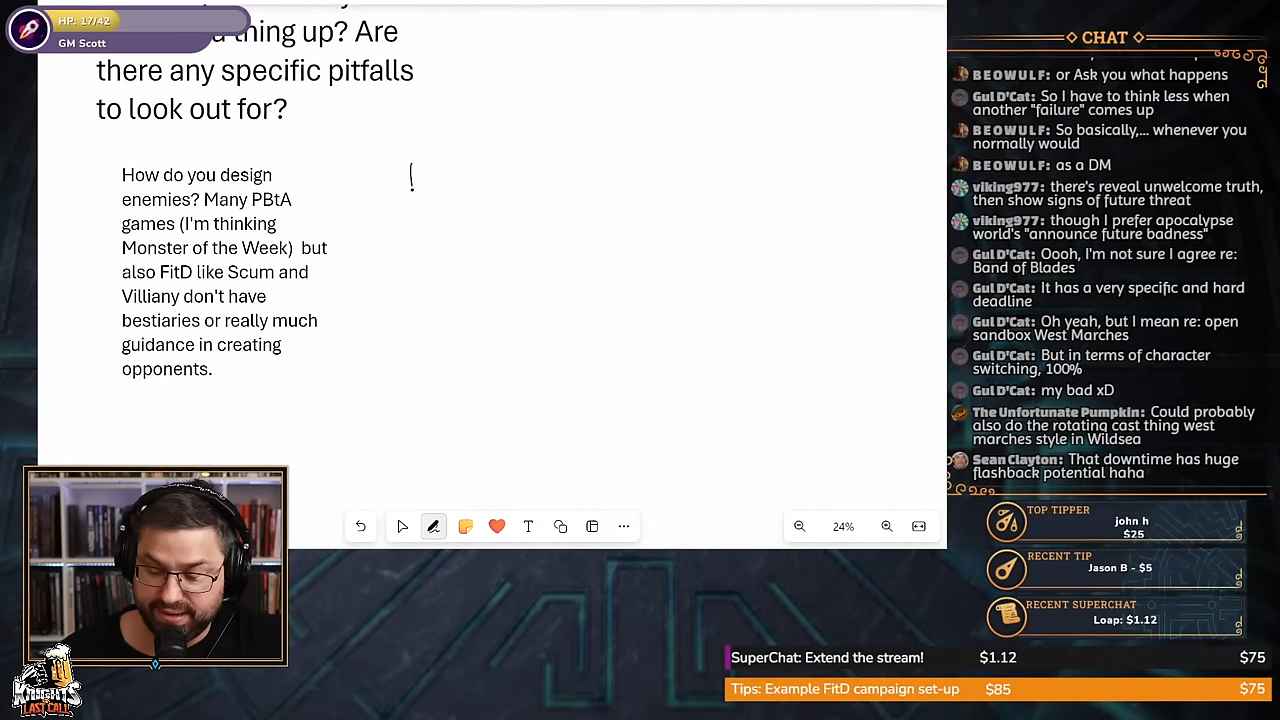 HP: 17/42
GM Scott
thing up? Are
there any specific pitfalls
to look out for?
How do you design
enemies? Many PBtA
games (I'm thinking
Monster of the Week)  but
also FitD like Scum and
Villiany don't have
bestiaries or really much
guidance in creating
opponents.
!
24%
KNIGHTS
LAST CALL
CHAT
BEOWULF: or Ask you what happens
Gul D'Cat: So I have to think less when
another "failure" comes up
BEOWULF: So basically,... whenever you
normally would
BEOWULF: as a DM
viking977: there's reveal unwelcome truth,
then show signs of future threat
viking977: though I prefer apocalypse
world's "announce future badness"
Gul D'Cat: Oooh, I'm not sure I agree re:
Band of Blades
Gul D'Cat: It has a very specific and hard
deadline
Gul D'Cat: Oh yeah, but I mean re: open
sandbox West Marches
Gul D'Cat: But in terms of character
switching, 100%
Gul D'Cat: my bad xD
The Unfortunate Pumpkin: Could probably
also do the rotating cast thing west
marches style in Wildsea
Sean Clayton: That downtime has huge
flashback potential haha
TOP TIPPER
john h
$25
RECENT TIP
Jason B - $5
RECENT SUPERCHAT
Loap: $1.12
SuperChat: Extend the stream! $1.12 $75
Tips: Example FitD campaign set-up $85 $75